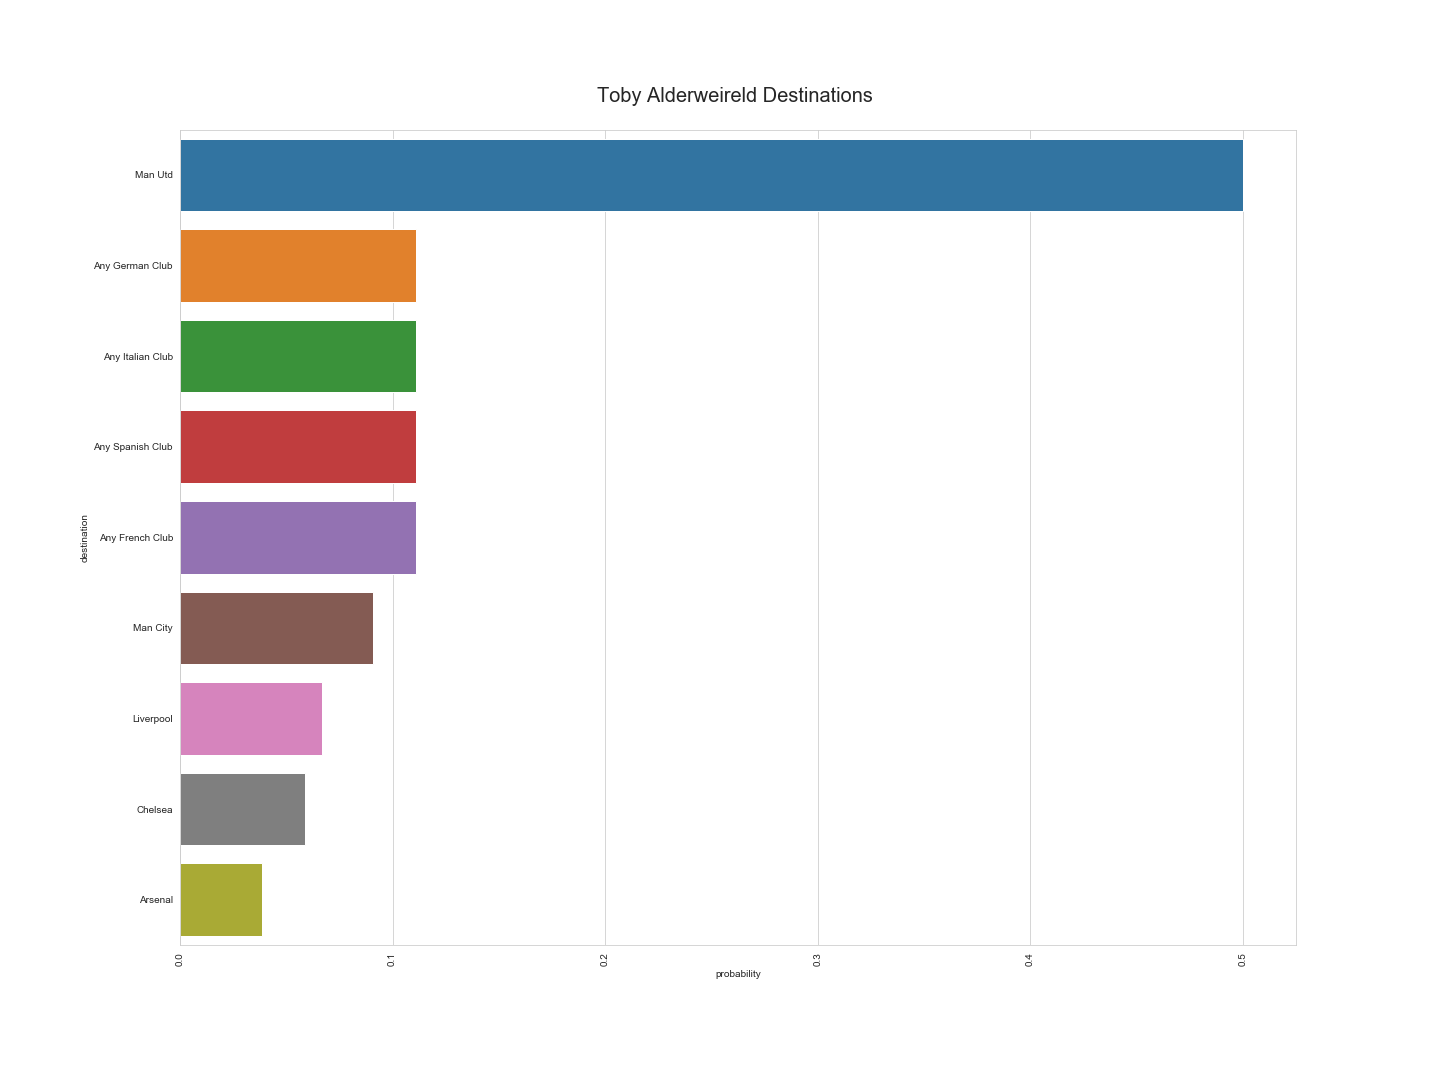 Toby Alderweireld Destinations
Man Utd
Any German Club
Any Italian Club
Any Spanish Club
Any French Club
Man City
Liverpool
Chelsea
Arsenal
destination
0.0
0.1
0.2
0.3
0.4
0.5
probability